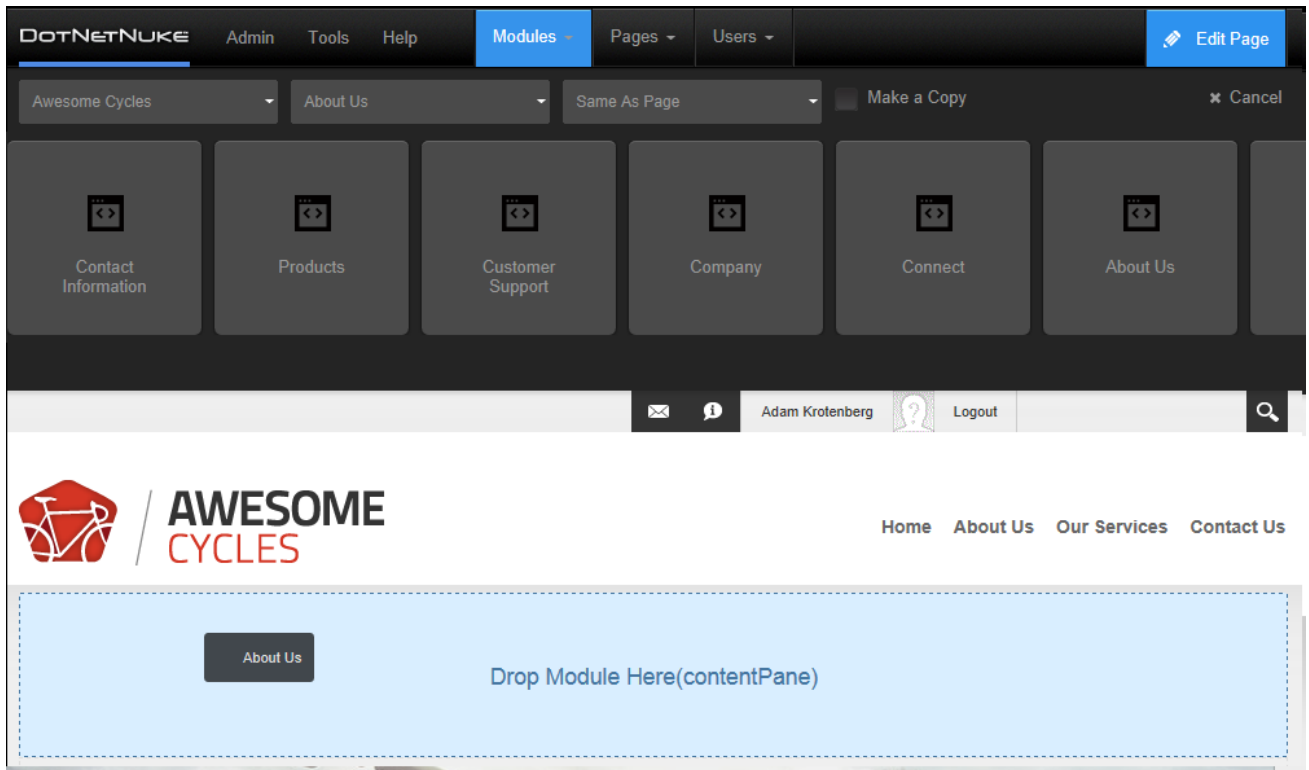 DOTNETNUKE Admin Tools Help Modules Pages Users Edit Page
Awesome Cycles About Us Same As Page Make a Copy Cancel
Contact Information
Products
Customer Support
Company
Connect
About Us
Adam Krotenberg Logout
AWESOME
CYCLES
Home About Us Our Services Contact Us
About Us
Drop Module Here(contentPane)